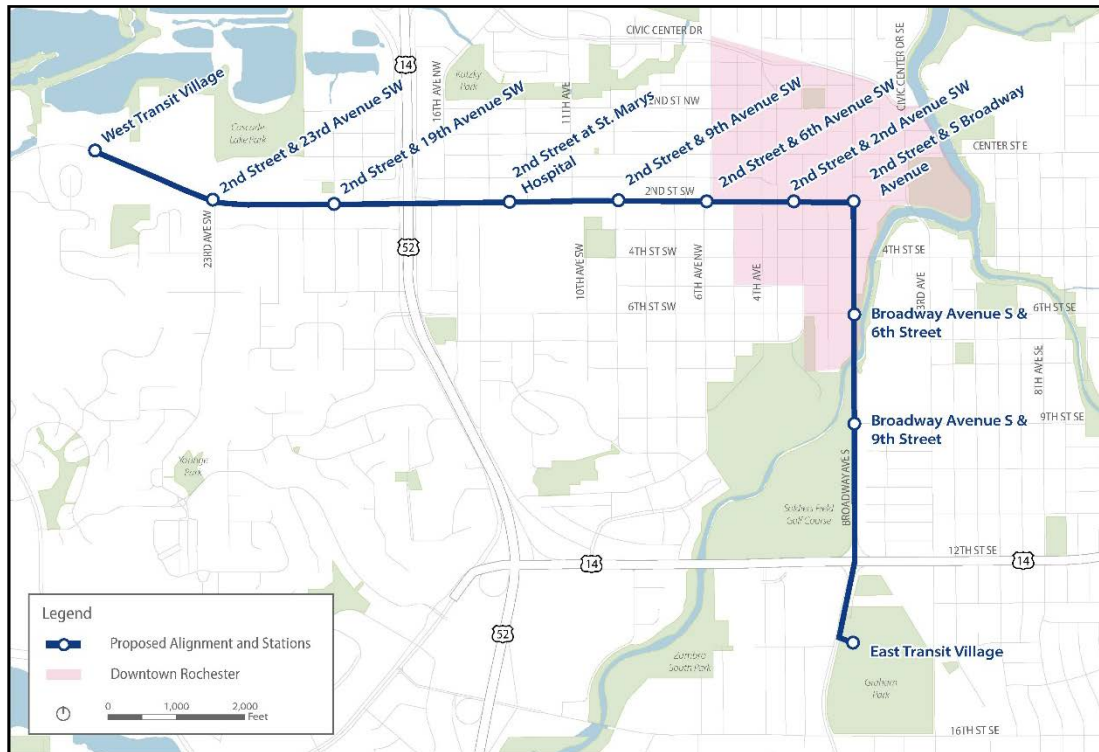 CIVIC CENTER DR
CIVIC CENTER DR SE
14
Kutzky
Park
16TH AVE NW
11TH AVE
2ND ST NW
Cascade
Lake Park
CENTER ST E
West Transit Village
2nd Street & 23rd Avenue SW
2nd Street & 19th Avenue SW
2nd Street at St. Marys
Hospital
2nd Street & 9th Avenue SW
2nd Street & 6th Avenue SW
2nd Street & 2nd Avenue SW
2nd Street & S Broadway
Avenue
2ND ST SW
23RD AVE SW
52
10TH AVE SW
4TH ST SW
6TH AVE NW
4TH AVE
4TH ST SE
3RD AVE
6TH ST SW
6TH ST SE
Broadway Avenue S &
6th Street
8TH AVE SE
9TH ST SE
Broadway Avenue S &
9th Street
BROADWAY AVE S
Park
Soldiers Field
Golf Course
12TH ST SE
14
14
52
Zumbro
South Park
East Transit Village
Graham
Park
16TH ST SE
Legend
Proposed Alignment and Stations
Downtown Rochester
0 1,000 2,000
Feet